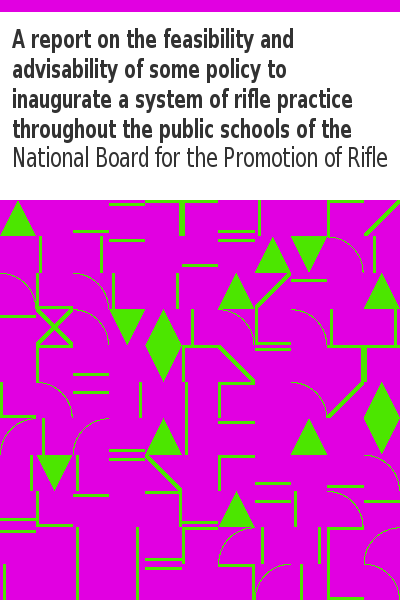 A report on the feasibility and
advisability of some policy to
inaugurate a system of rifle practice
throughout the public schools of the
National Board for the Promotion of Rifle